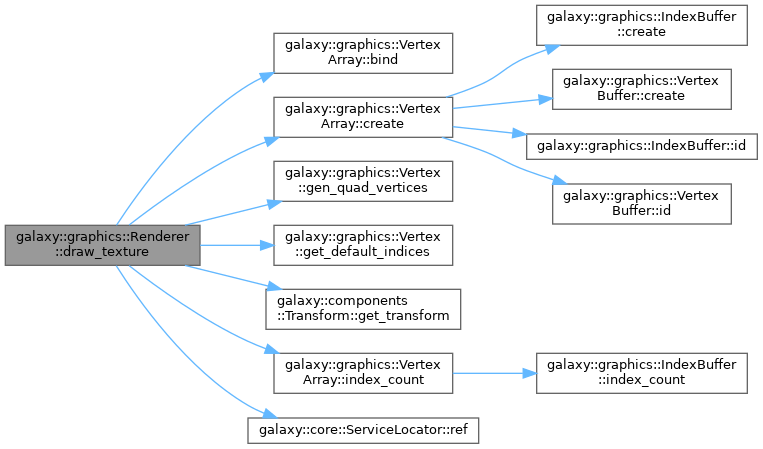 galaxy::graphics::Renderer
::draw_texture
galaxy::graphics::Vertex
Array::bind
galaxy::graphics::Vertex
Array::create
galaxy::graphics::IndexBuffer
::create
galaxy::graphics::Vertex
Buffer::create
galaxy::graphics::IndexBuffer::id
galaxy::graphics::Vertex
Buffer::id
galaxy::graphics::Vertex
::gen_quad_vertices
galaxy::graphics::Vertex
::get_default_indices
galaxy::components
::Transform::get_transform
galaxy::graphics::Vertex
Array::index_count
galaxy::graphics::IndexBuffer
::index_count
galaxy::core::ServiceLocator::ref